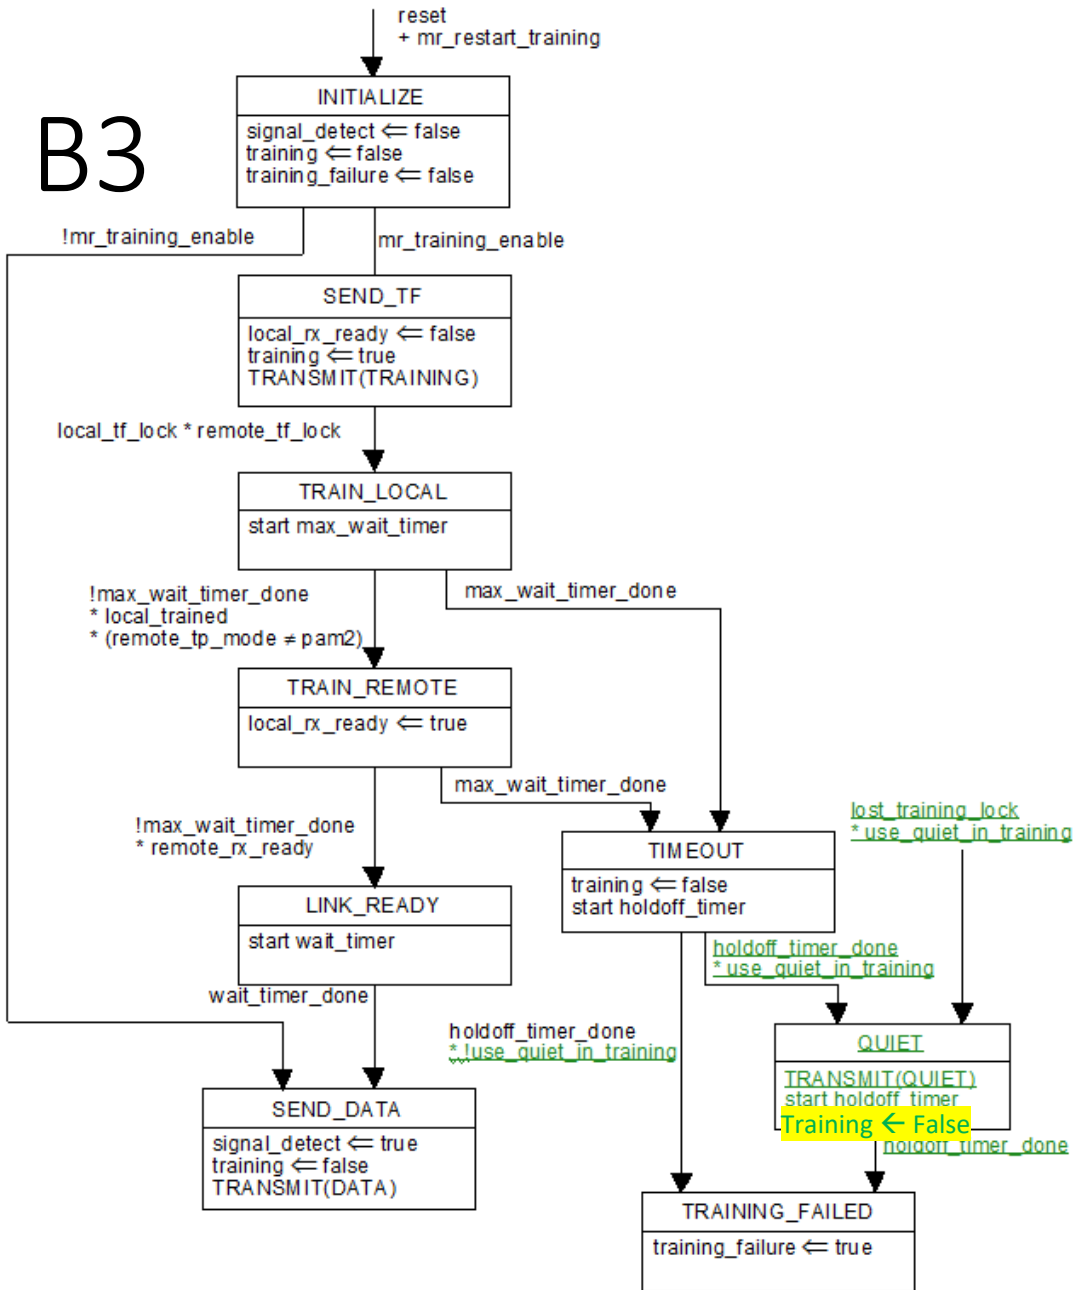 reset
+ mr_restart_training
B3
INITIALIZE
signal_detect ⇐ false
training ⇐ false
training_failure ⇐ false
!mr_training_enable
mr_training_enable
SEND_TF
local_rx_ready ⇐ false
training ⇐ true
TRANSMIT(TRAINING)
local_tf_lock * remote_tf_lock
TRAIN_LOCAL
start max_wait_timer
!max_wait_timer_done
* local_trained
* (remote_tp_mode ≠ pam2)
max_wait_timer_done
TRAIN_REMOTE
local_rx_ready ⇐ true
max_wait_timer_done
!max_wait_timer_done
* remote_rx_ready
lost_training_lock
* use_quiet_in_training
TIMEOUT
training ⇐ false
start holdoff_timer
LINK_READY
start wait_timer
holdoff_timer_done
* use_quiet_in_training
wait_timer_done
holdoff_timer_done
* !use_quiet_in_training
QUIET
TRANSMIT(QUIET)
start holdoff_timer
Training ← False
holdoff_timer_done
SEND_DATA
signal_detect ⇐ true
training ⇐ false
TRANSMIT(DATA)
TRAINING_FAILED
training_failure ⇐ true